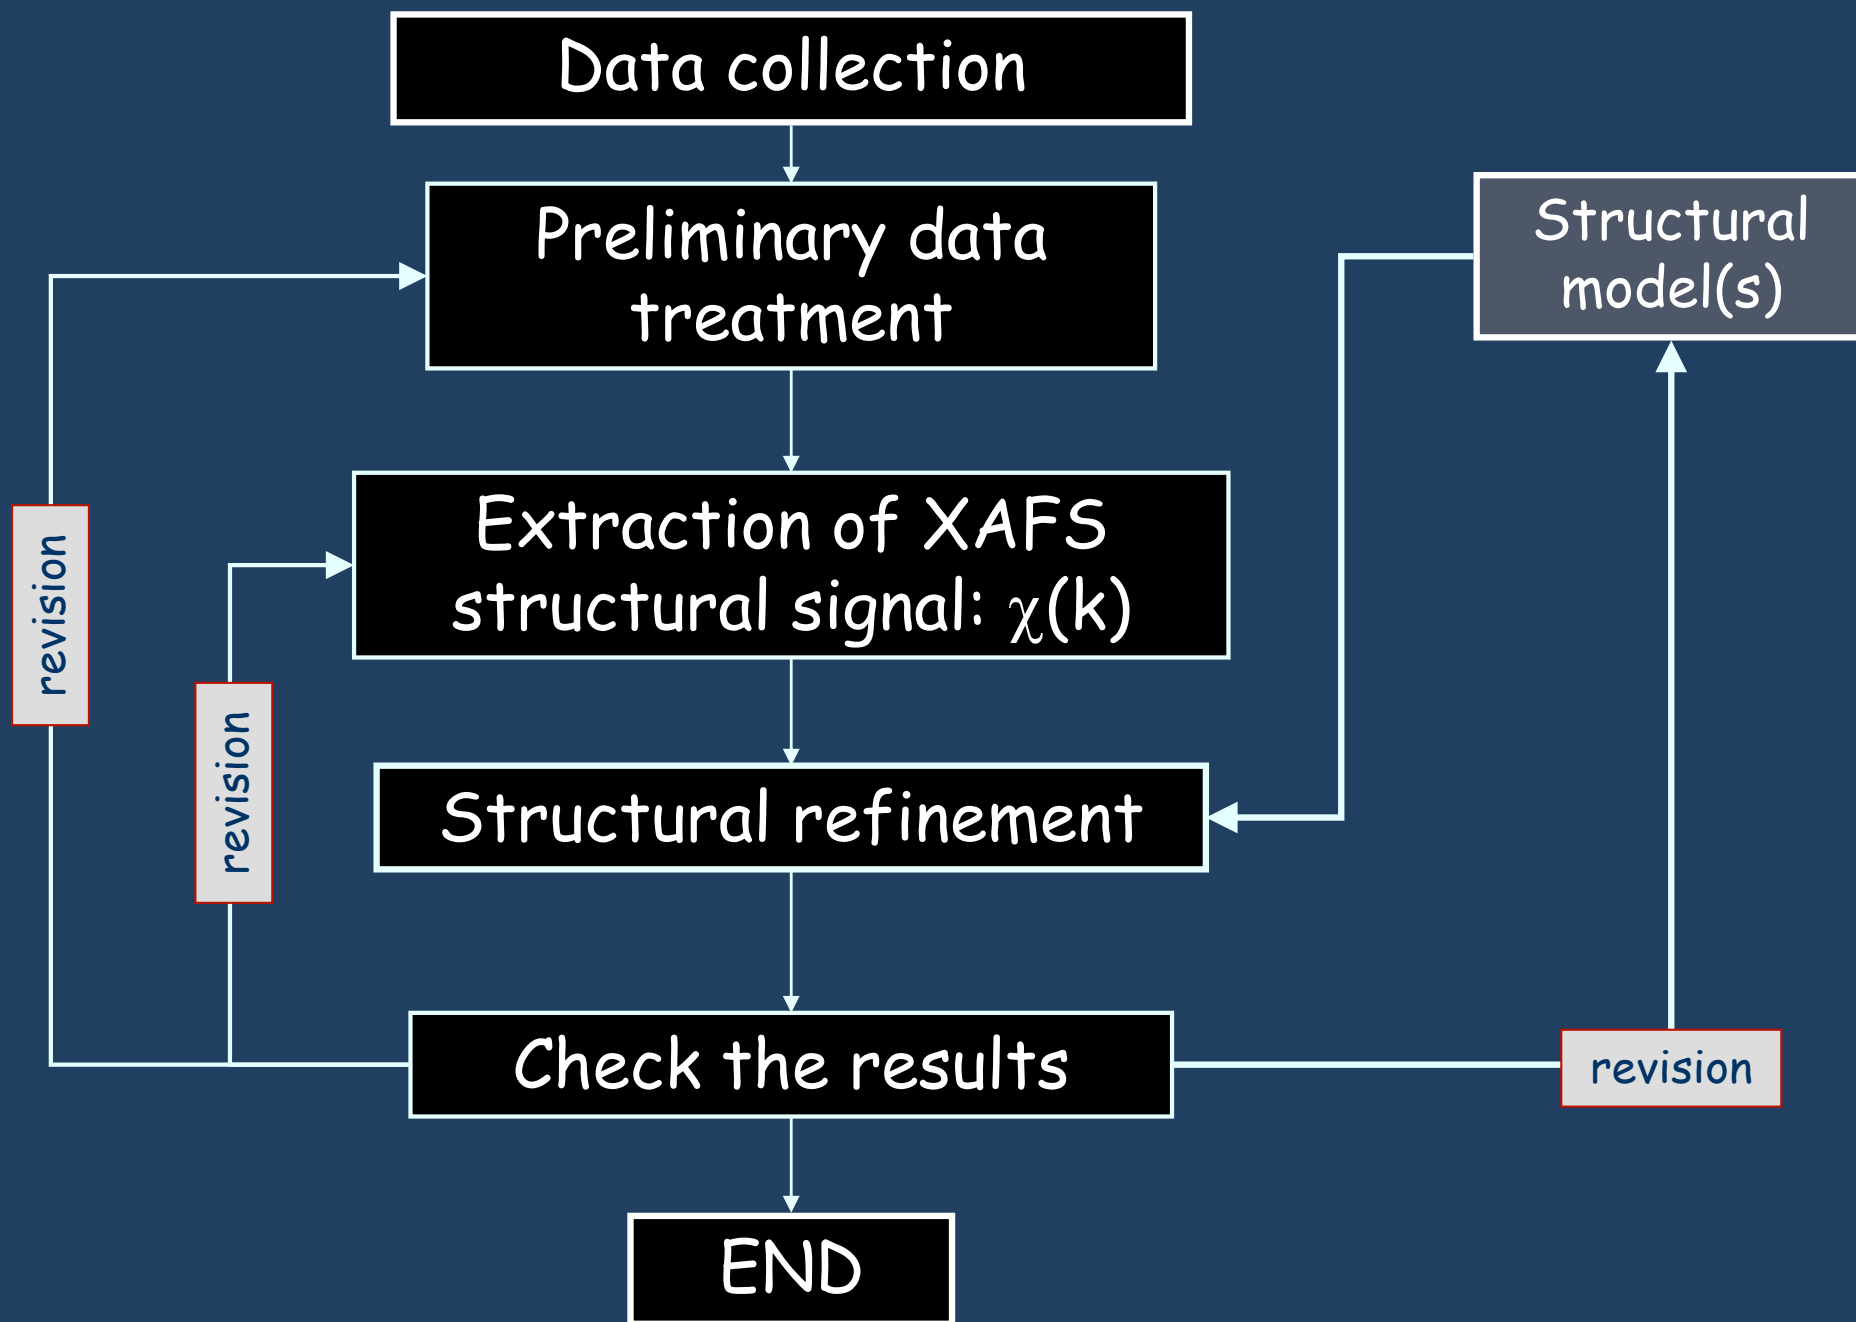 Data collection
Preliminary data
treatment
Structural
model(s)
Extraction of XAFS
structural signal: χ(k)
revision
revision
Structural refinement
Check the results
revision
END